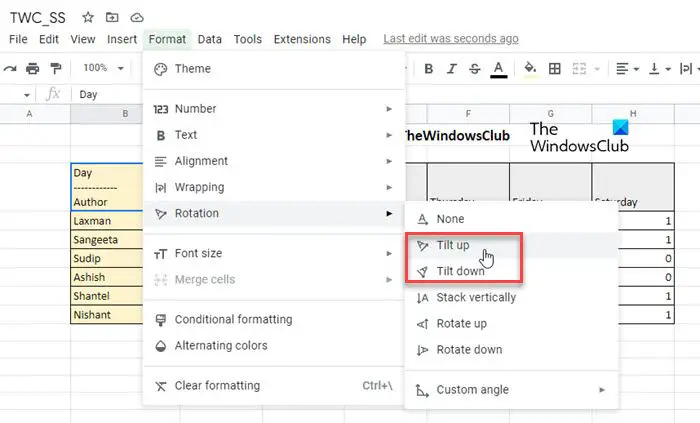 TWC_SS
File Edit View Insert Format Data Tools Extensions Help Last edit was seconds ago
100% B I S A
fx Day
A B F G H
Theme
123 Number
B Text
Alignment
Wrapping
Rotation
Font size
Merge cells
Conditional formatting
Alternating colors
Clear formatting Ctrl+\
None
Tilt up
Tilt down
Stack vertically
Rotate up
Rotate down
Custom angle
TheWindowsClub
The
WindowsClub
Day
------------
Author
Thursday Friday Saturday
Laxman 1
Sangeeta 1
Sudip 0
Ashish 0
Shantel 1
Nishant 1